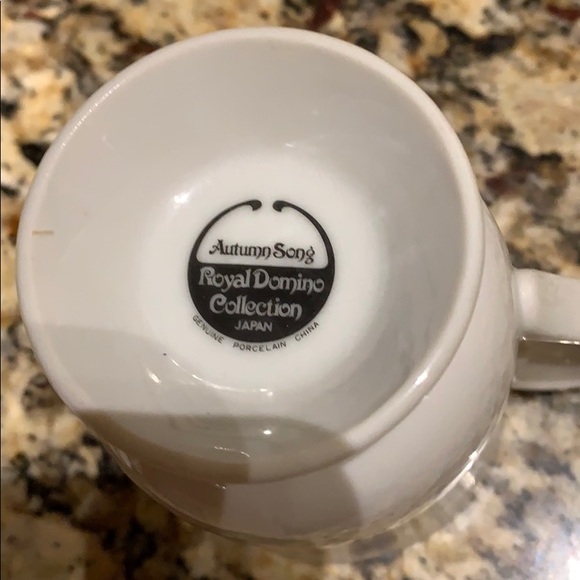 Autumn Song
Royal Domino
Collection
JAPAN
GENUINE PORCELAIN CHINA